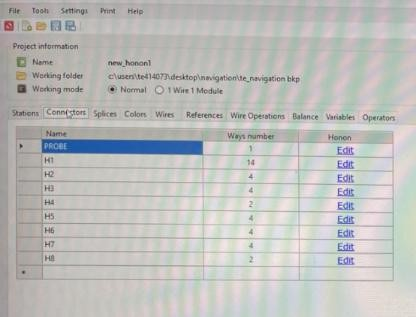 File Tools Settings Print Help
Project information
Name new_honon1
Working folder c:\users\te414073\desktop\navigation\te_navigation bkp
Working mode Normal 1 Wire 1 Module
Stations Connectors Splices Colors Wires References Wire Operations Balance Variables Operators
Name Ways number Honon
PROBE 1 Edit
H1 14 Edit
H2 4 Edit
H3 4 Edit
H4 2 Edit
H5 4 Edit
H6 4 Edit
H7 4 Edit
H8 2 Edit